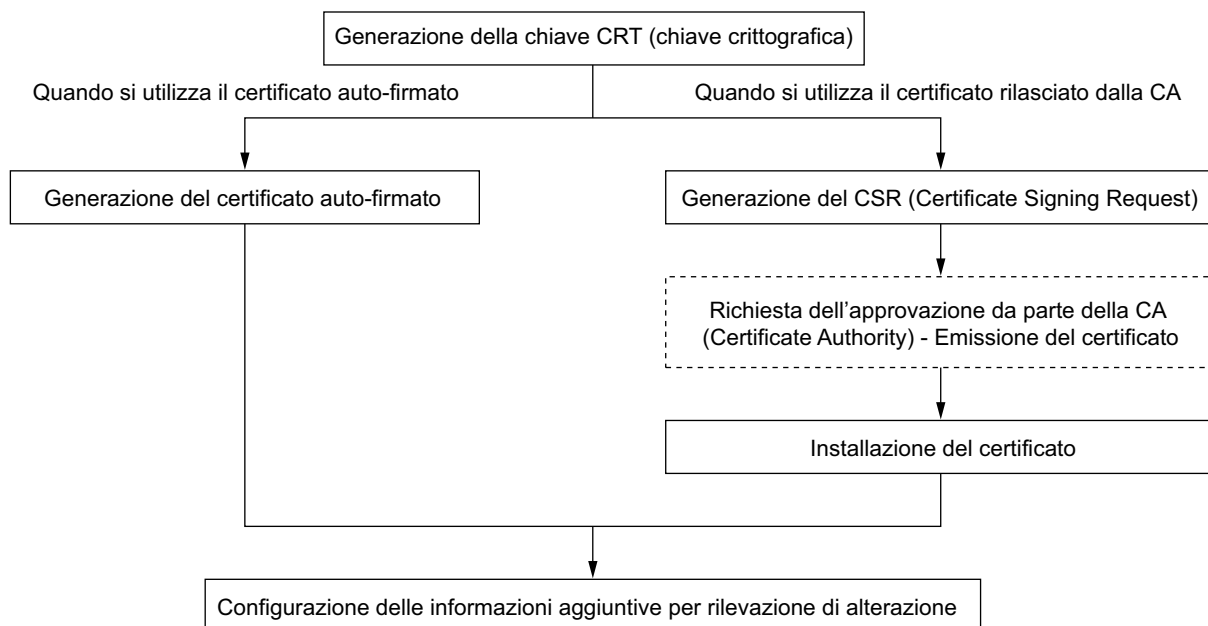 Generazione della chiave CRT (chiave crittografica)
Quando si utilizza il certificato auto-firmato
Quando si utilizza il certificato rilasciato dalla CA
Generazione del certificato auto-firmato
Generazione del CSR (Certificate Signing Request)
Richiesta dell’approvazione da parte della CA
(Certificate Authority) - Emissione del certificato
Installazione del certificato
Configurazione delle informazioni aggiuntive per rilevazione di alterazione